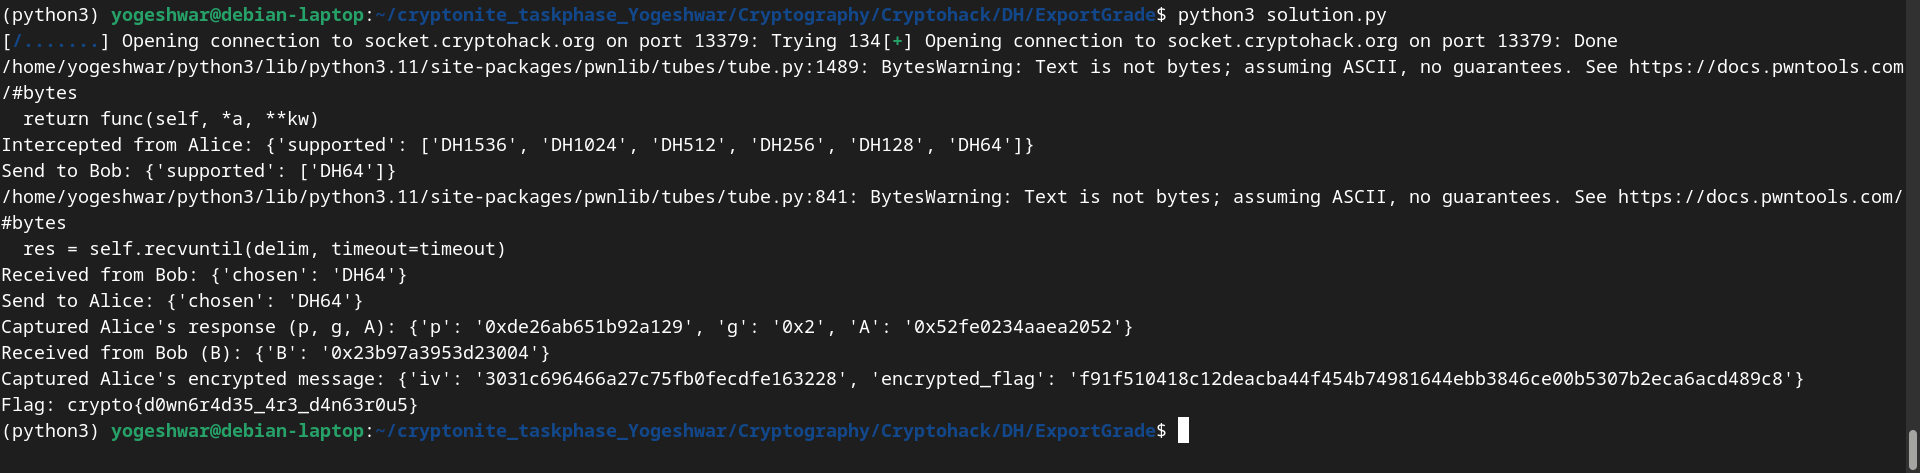 (python3) yogeshwar@debian-laptop:~/cryptonite_taskphase_Yogeshwar/Cryptography/Cryptohack/DH/ExportGrade$ python3 solution.py
[/.......] Opening connection to socket.cryptohack.org on port 13379: Trying 134[+] Opening connection to socket.cryptohack.org on port 13379: Done
/home/yogeshwar/python3/lib/python3.11/site-packages/pwnlib/tubes/tube.py:1489: BytesWarning: Text is not bytes; assuming ASCII, no guarantees. See https://docs.pwntools.com
/#bytes
  return func(self, *a, **kw)
Intercepted from Alice: {'supported': ['DH1536', 'DH1024', 'DH512', 'DH256', 'DH128', 'DH64']}
Send to Bob: {'supported': ['DH64']}
/home/yogeshwar/python3/lib/python3.11/site-packages/pwnlib/tubes/tube.py:841: BytesWarning: Text is not bytes; assuming ASCII, no guarantees. See https://docs.pwntools.com/
#bytes
  res = self.recvuntil(delim, timeout=timeout)
Received from Bob: {'chosen': 'DH64'}
Send to Alice: {'chosen': 'DH64'}
Captured Alice's response (p, g, A): {'p': '0xde26ab651b92a129', 'g': '0x2', 'A': '0x52fe0234aaea2052'}
Received from Bob (B): {'B': '0x23b97a3953d23004'}
Captured Alice's encrypted message: {'iv': '3031c696466a27c75fb0fecdfe163228', 'encrypted_flag': 'f91f510418c12deacba44f454b74981644ebb3846ce00b5307b2eca6acd489c8'}
Flag: crypto{d0wn6r4d35_4r3_d4n63r0u5}
(python3) yogeshwar@debian-laptop:~/cryptonite_taskphase_Yogeshwar/Cryptography/Cryptohack/DH/ExportGrade$